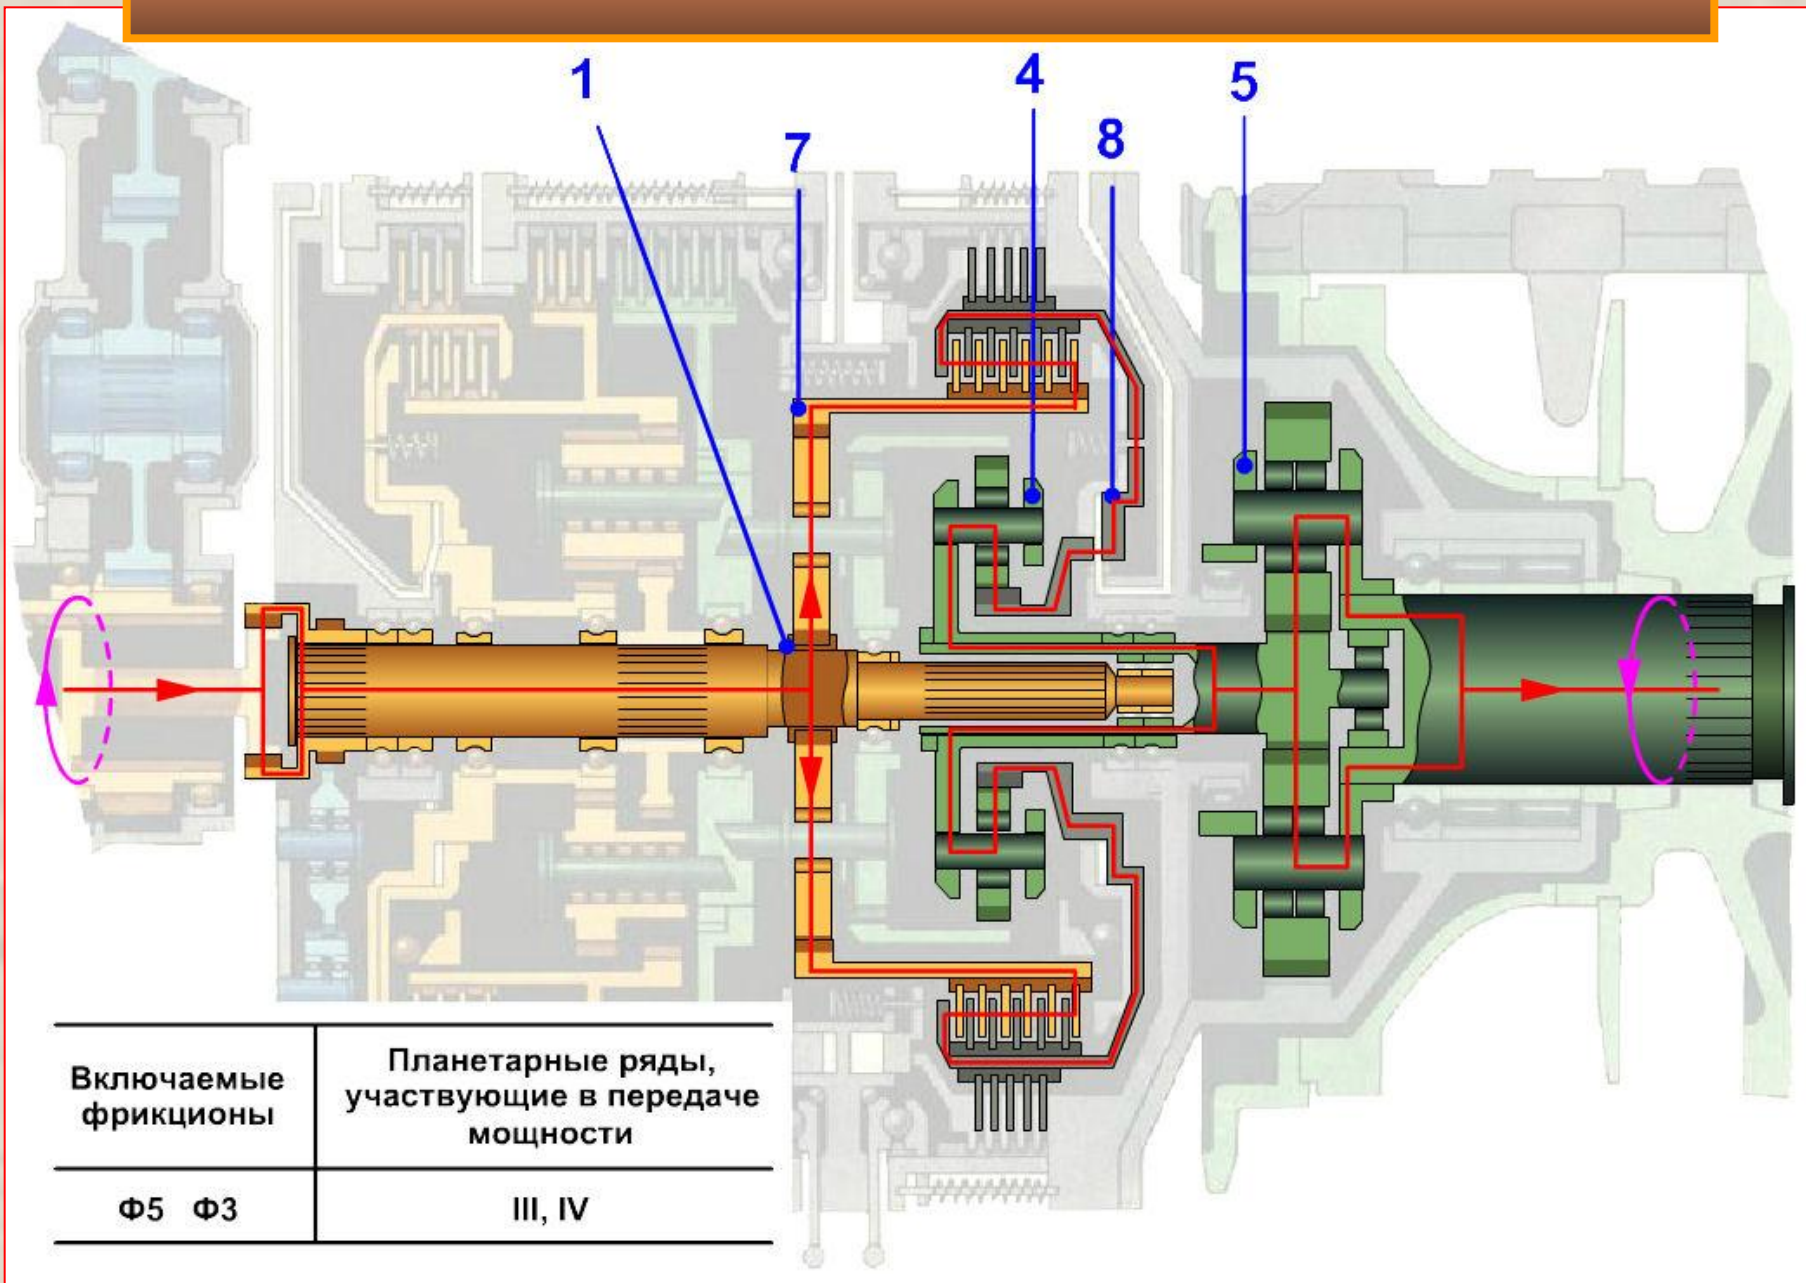 1
4
5
7
8
Включаемые
фрикционы
Планетарные ряды,
участвующие в передаче
мощности
Ф5 Ф3
III, IV